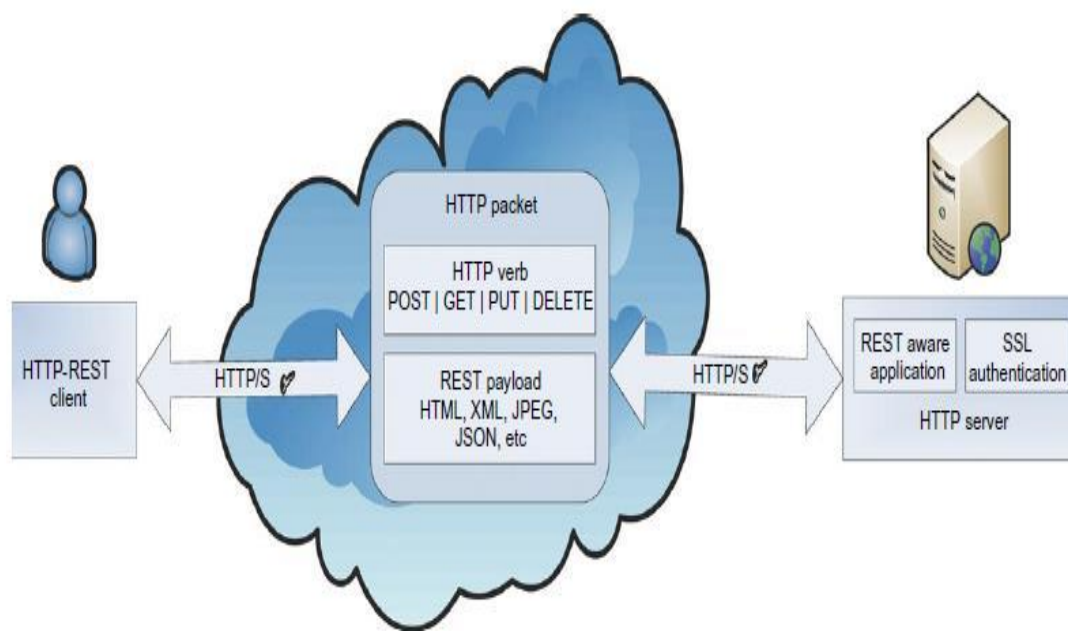 HTTP packet
HTTP verb
POST | GET | PUT | DELETE
REST payload
HTML, XML, JPEG,
JSON, etc
HTTP-REST
client
HTTP/S
HTTP/S
REST aware
application
SSL
authentication
HTTP server